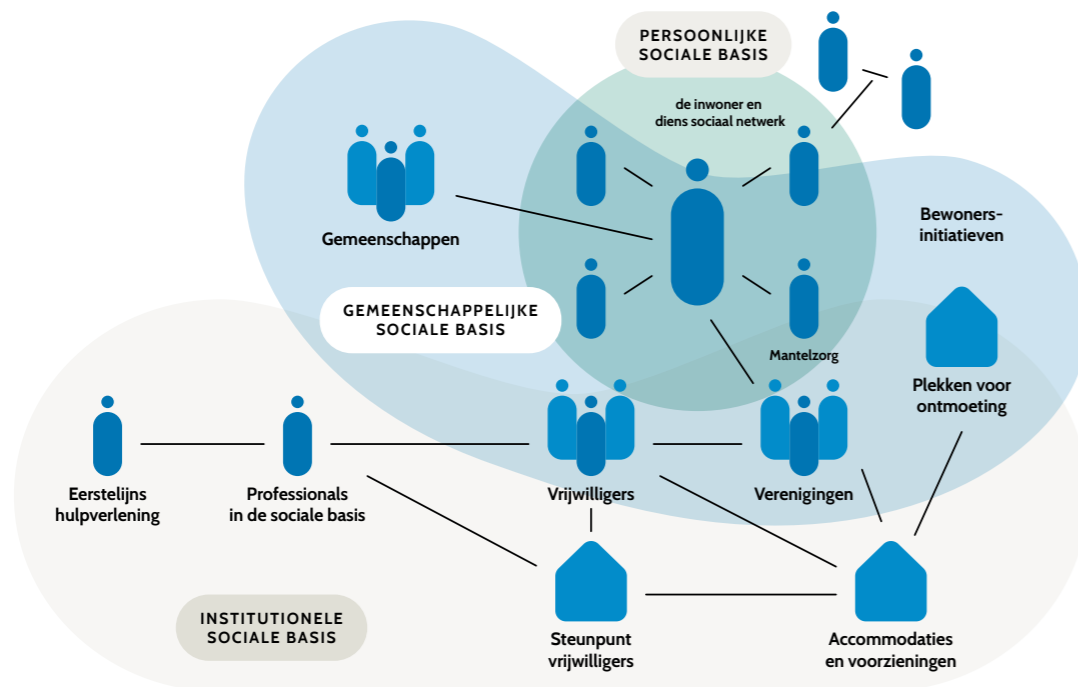 PERSOONLIJKE
SOCIALE BASIS
de inwoner en
diens sociaal netwerk
Gemeenschappen
Bewoners-
initiatieven
GEMEENSCHAPPELIJKE
SOCIALE BASIS
Mantelzorg
Plekken voor
ontmoeting
Eerstelijns
hulpverlening
Professionals
in de sociale basis
Vrijwilligers
Verenigingen
INSTITUTIONELE
SOCIALE BASIS
Steunpunt
vrijwilligers
Accommodaties
en voorzieningen